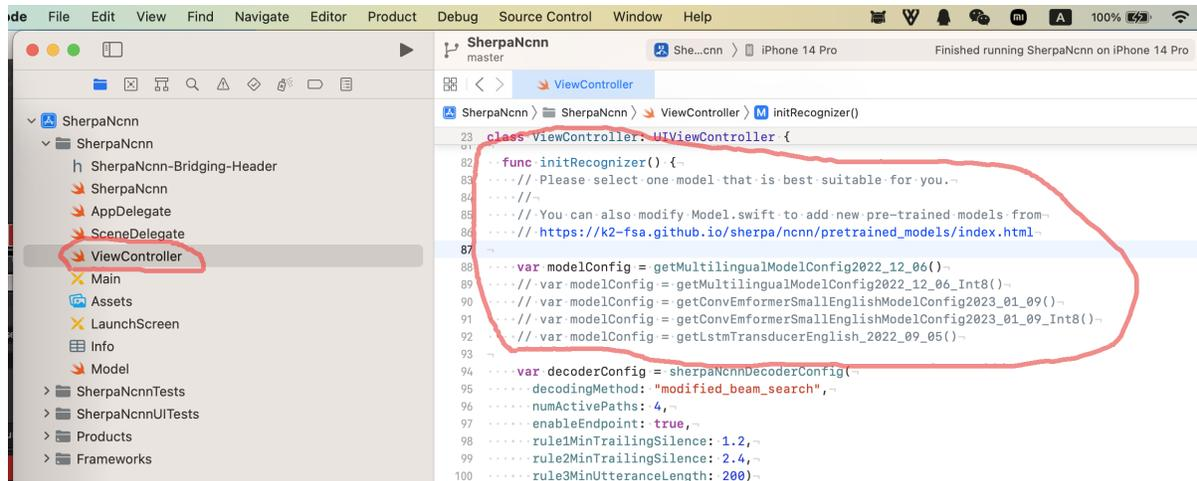 ode File Edit View Find Navigate Editor Product Debug Source Control Window Help A 100%
SherpaNcnn
master
She...cnn iPhone 14 Pro Finished running SherpaNcnn on iPhone 14 Pro
ViewController
SherpaNcnn SherpaNcnn ViewController M initRecognizer()
SherpaNcnn
SherpaNcnn
h SherpaNcnn-Bridging-Header
SherpaNcnn
AppDelegate
SceneDelegate
ViewController
Main
Assets
LaunchScreen
Info
Model
SherpaNcnnTests
SherpaNcnnUITests
Products
Frameworks
23 class ViewController: UIViewController {
81
82 func initRecognizer() {
83 // Please select one model that is best suitable for you.
84 //
85 // You can also modify Model.swift to add new pre-trained models from
86 // https://k2-fsa.github.io/sherpa/ncnn/pretrained_models/index.html
87
88 var modelConfig = getMultilingualModelConfig2022_12_06()
89 // var modelConfig = getMultilingualModelConfig2022_12_06_Int8()
90 // var modelConfig = getConvEmformerSmallEnglishModelConfig2023_01_09()
91 // var modelConfig = getConvEmformerSmallEnglishModelConfig2023_01_09_Int8()
92 // var modelConfig = getLstmTransducerEnglish_2022_09_05()
93
94 var decoderConfig = sherpaNcnnDecoderConfig(
95 decodingMethod: "modified_beam_search",
96 numActivePaths: 4,
97 enableEndpoint: true,
98 rule1MinTrailingSilence: 1.2,
99 rule2MinTrailingSilence: 2.4,
100 rule3MinUtteranceLength: 200)